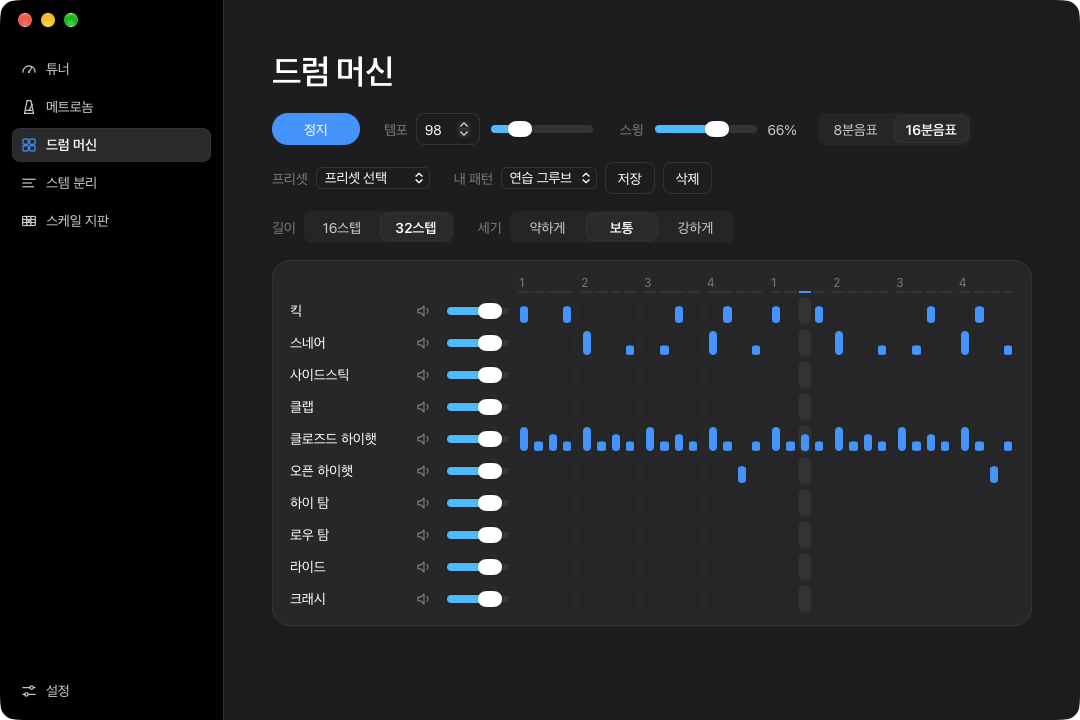 튜너
메트로놈
드럼 머신
스템 분리
스케일 지판
설정
드럼 머신
정지 템포 98 스윙 66% 8분음표 16분음표
프리셋 프리셋 선택 내 패턴 연습 그루브 저장 삭제
길이 16스텝 32스텝 세기 약하게 보통 강하게
1 2 3 4 1 2 3 4
킥
스네어
사이드스틱
클랩
클로즈드 하이햇
오픈 하이햇
하이 탐
로우 탐
라이드
크래시